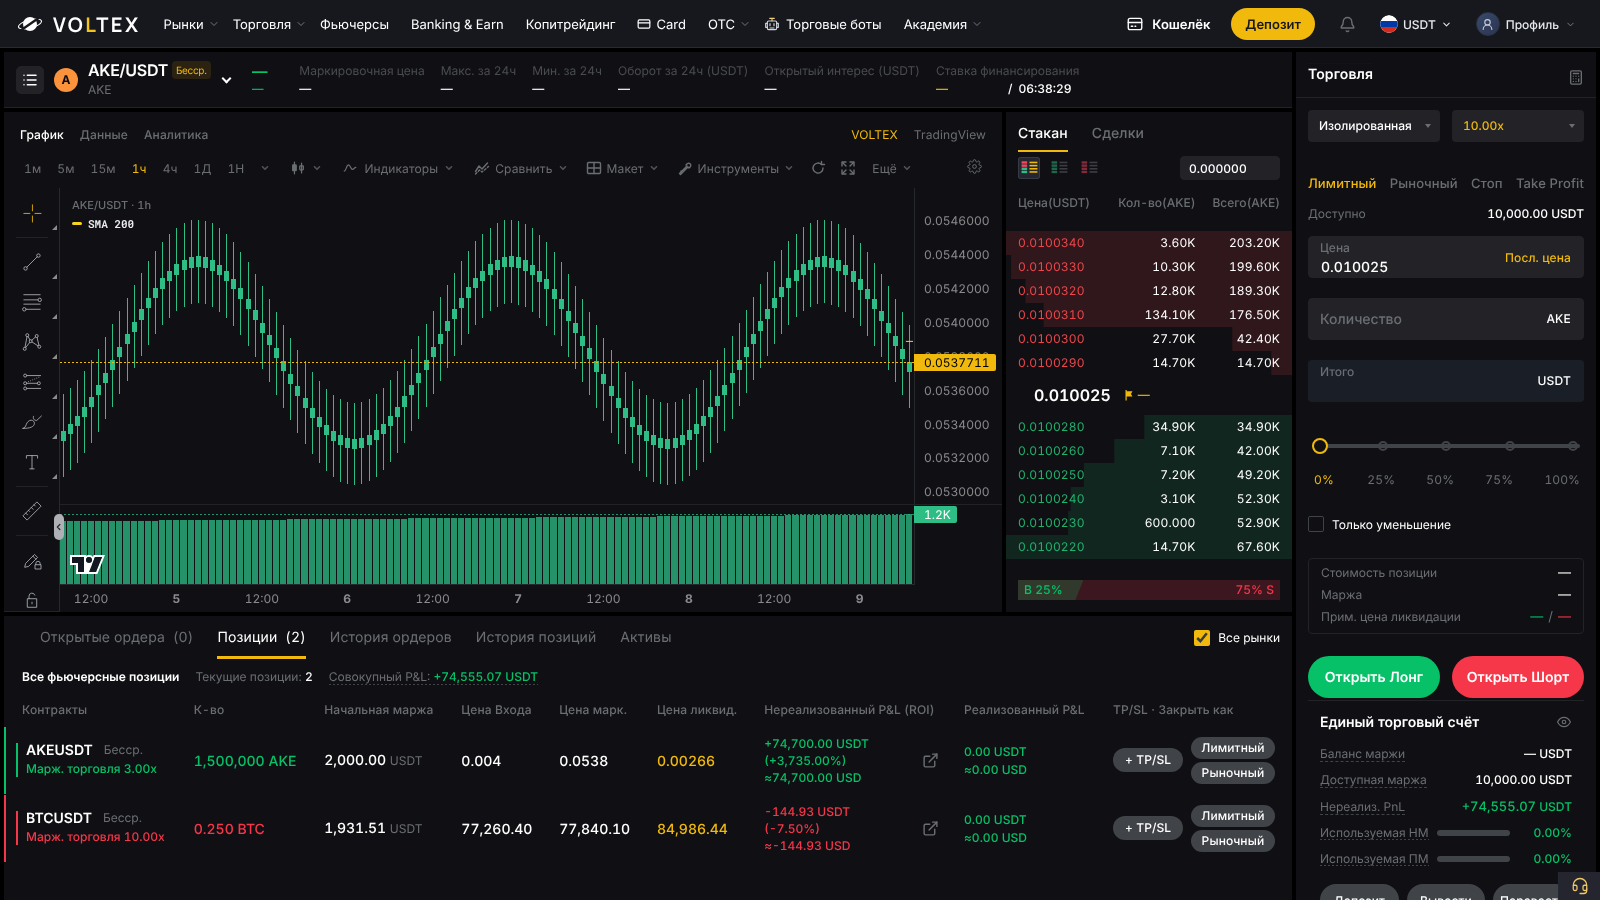 VOLTEX
Рынки Торговля Фьючерсы Banking & Earn Копитрейдинг Card OTC Торговые боты Академия Кошелёк Депозит USDT Профиль
A AKE/USDT Бесср.
AKE
— —
Маркировочная цена —
Макс. за 24ч —
Мин. за 24ч —
Оборот за 24ч (USDT) —
Открытый интерес (USDT) —
Ставка финансирования
— / 06:38:29
График Данные Аналитика VOLTEX TradingView
1м 5м 15м 1ч 4ч 1Д 1Н Индикаторы Сравнить Макет Инструменты Ещё
AKE/USDT · 1h
SMA 200
0.0546000
0.0544000
0.0542000
0.0540000
0.0537711
0.0536000
0.0534000
0.0532000
0.0530000
1.2K
12:00 5 12:00 6 12:00 7 12:00 8 12:00 9
Стакан Сделки
0.000000
Цена(USDT) Кол-во(AKE) Всего(AKE)
0.0100340 3.60K 203.20K
0.0100330 10.30K 199.60K
0.0100320 12.80K 189.30K
0.0100310 134.10K 176.50K
0.0100300 27.70K 42.40K
0.0100290 14.70K 14.70K
0.010025 —
0.0100280 34.90K 34.90K
0.0100260 7.10K 42.00K
0.0100250 7.20K 49.20K
0.0100240 3.10K 52.30K
0.0100230 600.000 52.90K
0.0100220 14.70K 67.60K
B 25% 75% S
Торговля
Изолированная 10.00x
Лимитный Рыночный Стоп Take Profit
Доступно 10,000.00 USDT
Цена
0.010025 Посл. цена
Количество AKE
Итого
USDT
0% 25% 50% 75% 100%
Только уменьшение
Стоимость позиции —
Маржа —
Прим. цена ликвидации — / —
Открыть Лонг Открыть Шорт
Единый торговый счёт
Баланс маржи — USDT
Доступная маржа 10,000.00 USDT
Нереализ. PnL +74,555.07 USDT
Используемая НМ 0.00%
Используемая ПМ 0.00%
Депозит Вывести
Открытые ордера (0) Позиции (2) История ордеров История позиций Активы Все рынки
Все фьючерсные позиции Текущие позиции: 2 Совокупный P&L: +74,555.07 USDT
Контракты К-во Начальная маржа Цена Входа Цена марк. Цена ликвид. Нереализованный P&L (ROI) Реализованный P&L TP/SL · Закрыть как
AKEUSDT Бесср.
Марж. торговля 3.00x
1,500,000 AKE 2,000.00 USDT 0.004 0.0538 0.00266
+74,700.00 USDT
(+3,735.00%)
≈74,700.00 USD
0.00 USDT
≈0.00 USD
+ TP/SL
Лимитный
Рыночный
BTCUSDT Бесср.
Марж. торговля 10.00x
0.250 BTC 1,931.51 USDT 77,260.40 77,840.10 84,986.44
-144.93 USDT
(-7.50%)
≈-144.93 USD
0.00 USDT
≈0.00 USD
+ TP/SL
Лимитный
Рыночный